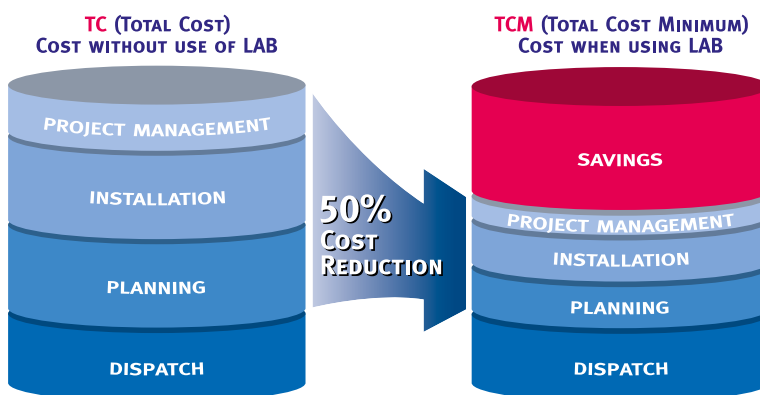 TC (Total Cost)
Cost without use of LAB
TCM (Total Cost Minimum)
Cost when using LAB
PROJECT MANAGEMENT
INSTALLATION
PLANNING
DISPATCH
50%
Cost
Reduction
SAVINGS
PROJECT MANAGEMENT
INSTALLATION
PLANNING
DISPATCH